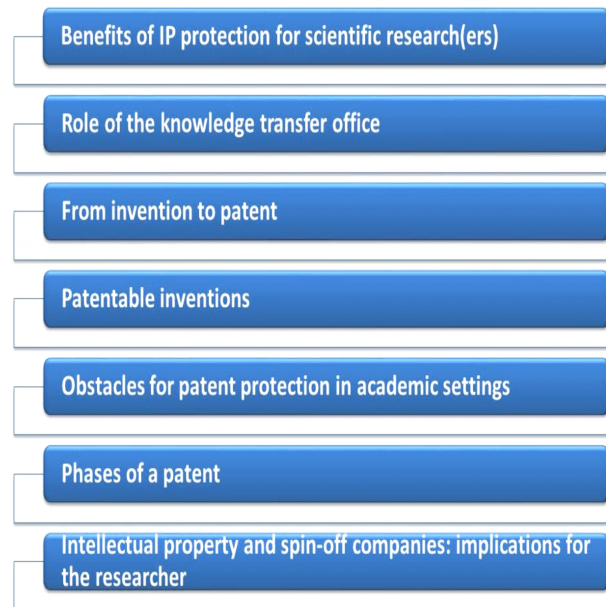 Benefits of IP protection for scientific research(ers)
Role of the knowledge transfer office
From invention to patent
Patentable inventions
Obstacles for patent protection in academic settings
Phases of a patent
Intellectual property and spin-off companies: implications for
the researcher